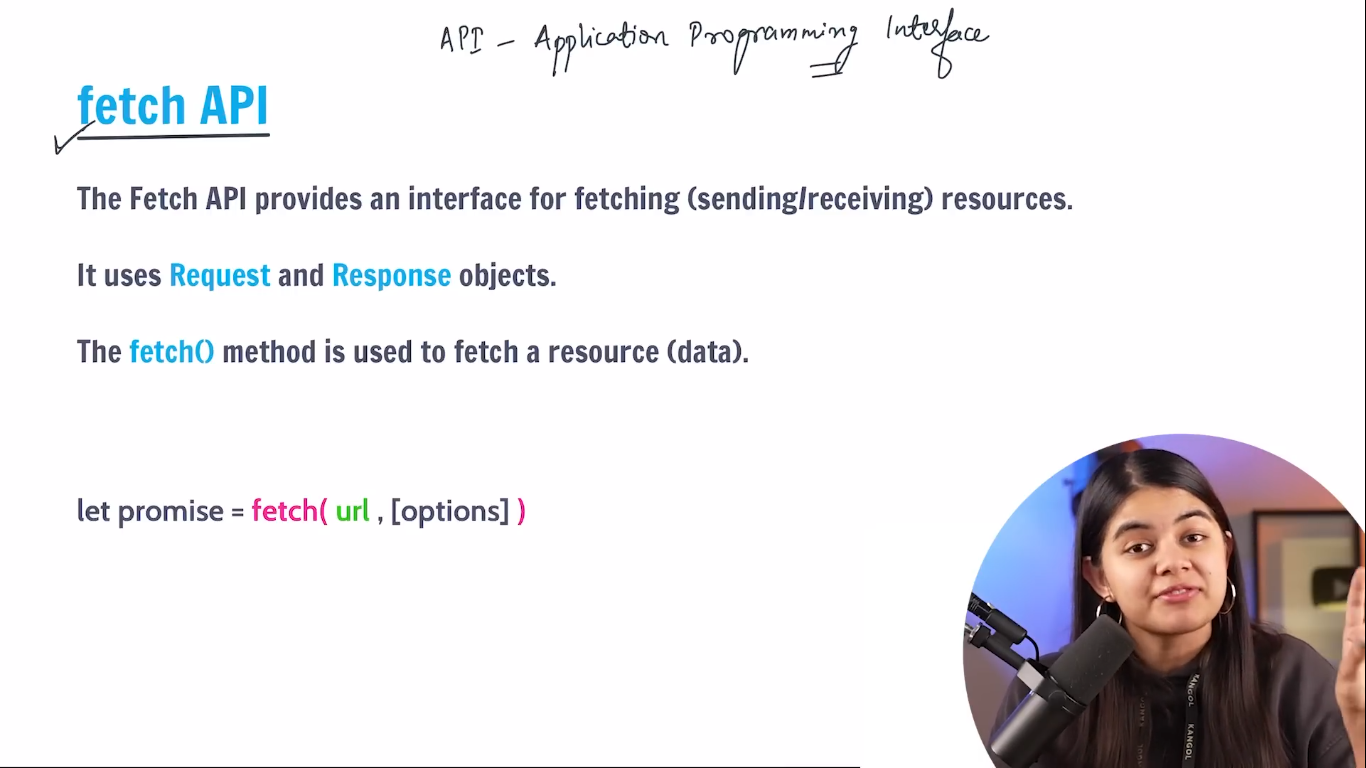 API – Application Programming Interface
fetch API
The Fetch API provides an interface for fetching (sending/receiving) resources.
It uses Request and Response objects.
The fetch() method is used to fetch a resource (data).
let promise = fetch( url , [options] )
KANGOL
KANGOL